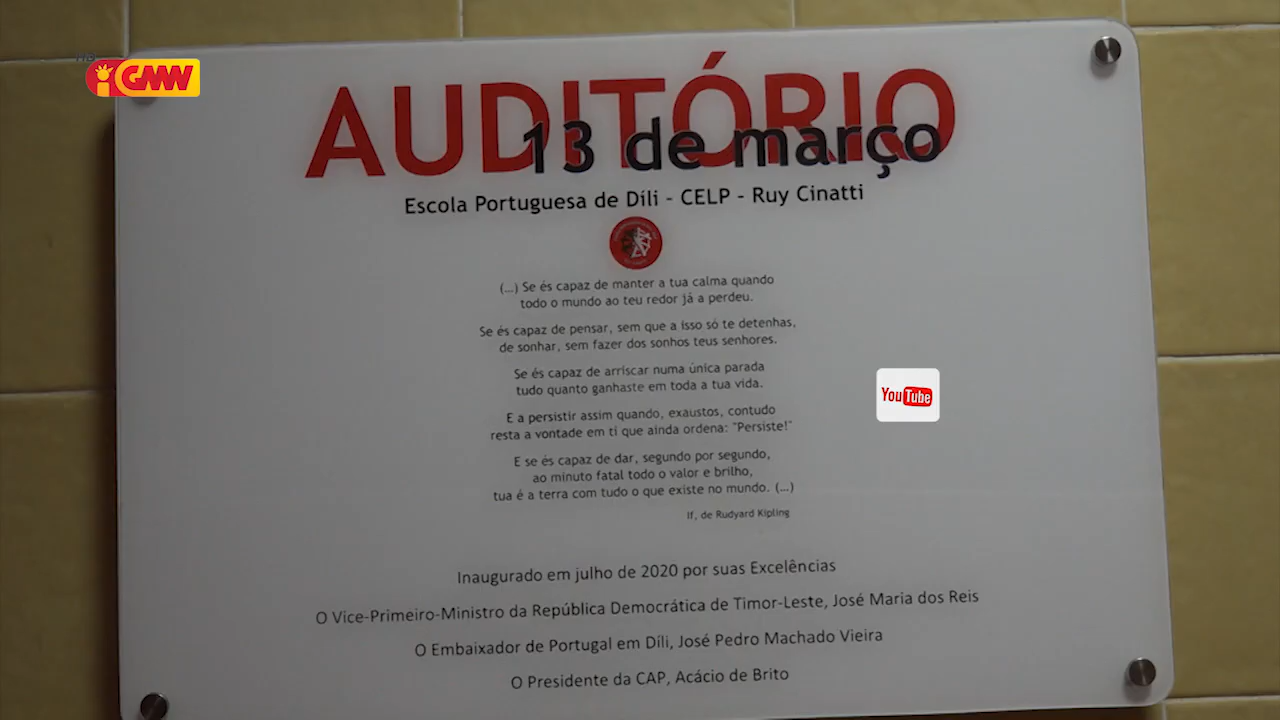 GMW
AUDITÓRIO
13 de março
Escola Portuguesa de Díli - CELP - Ruy Cinatti
(...) Se és capaz de manter a tua calma quando
todo o mundo ao teu redor já a perdeu.
Se és capaz de pensar, sem que a isso só te detenhas,
de sonhar, sem fazer dos sonhos teus senhores.
Se és capaz de arriscar numa única parada
tudo quanto ganhaste em toda a tua vida.
E a persistir assim quando, exaustos, contudo
resta a vontade em ti que ainda ordena: "Persiste!"
E se és capaz de dar, segundo por segundo,
ao minuto fatal todo o valor e brilho,
tua é a terra com tudo o que existe no mundo. (...)
If, de Rudyard Kipling
YouTube
Inaugurado em julho de 2020 por suas Excelências
O Vice-Primeiro-Ministro da República Democrática de Timor-Leste, José Maria dos Reis
O Embaixador de Portugal em Díli, José Pedro Machado Vieira
O Presidente da CAP, Acácio de Brito